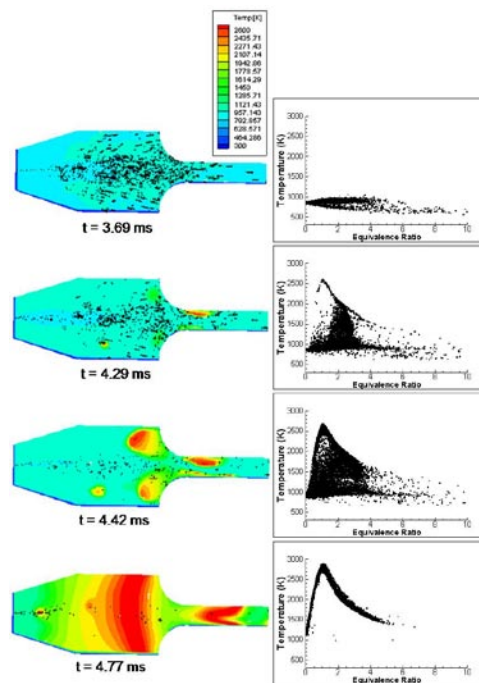 Temp[K]
2600
2435.71
2271.43
2107.14
1942.86
1778.57
1614.29
1450
1285.71
1121.43
957.143
792.857
628.571
464.286
300
t = 3.69 ms
Temperature (K)
3000
2500
2000
1500
1000
500
0 2 4 6 8 10
Equivalence Ratio
t = 4.29 ms
Temperature (K)
3000
2500
2000
1500
1000
500
0 2 4 6 8 10
Equivalence Ratio
t = 4.42 ms
Temperature (K)
3000
2500
2000
1500
1000
500
0 2 4 6 8 10
Equivalence Ratio
t = 4.77 ms
Temperature (K)
3000
2500
2000
1500
1000
500
0 2 4 6 8 10
Equivalence Ratio